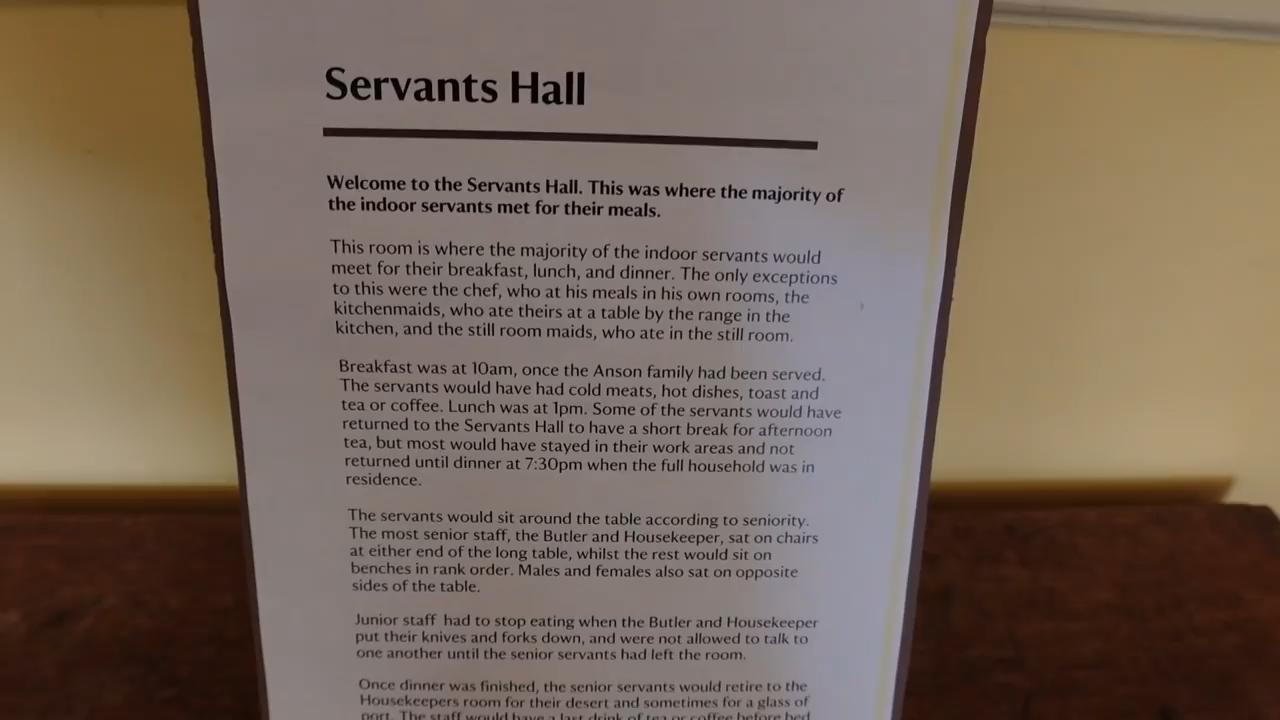 Servants Hall
Welcome to the Servants Hall. This was where the majority of
the indoor servants met for their meals.
This room is where the majority of the indoor servants would
meet for their breakfast, lunch, and dinner. The only exceptions
to this were the chef, who at his meals in his own rooms, the
kitchenmaids, who ate theirs at a table by the range in the
kitchen, and the still room maids, who ate in the still room.
Breakfast was at 10am, once the Anson family had been served.
The servants would have had cold meats, hot dishes, toast and
tea or coffee. Lunch was at 1pm. Some of the servants would have
returned to the Servants Hall to have a short break for afternoon
tea, but most would have stayed in their work areas and not
returned until dinner at 7:30pm when the full household was in
residence.
The servants would sit around the table according to seniority.
The most senior staff, the Butler and Housekeeper, sat on chairs
at either end of the long table, whilst the rest would sit on
benches in rank order. Males and females also sat on opposite
sides of the table.
Junior staff had to stop eating when the Butler and Housekeeper
put their knives and forks down, and were not allowed to talk to
one another until the senior servants had left the room.
Once dinner was finished, the senior servants would retire to the
Housekeepers room for their desert and sometimes for a glass of
port. The staff would have a last drink of tea or coffee before bed